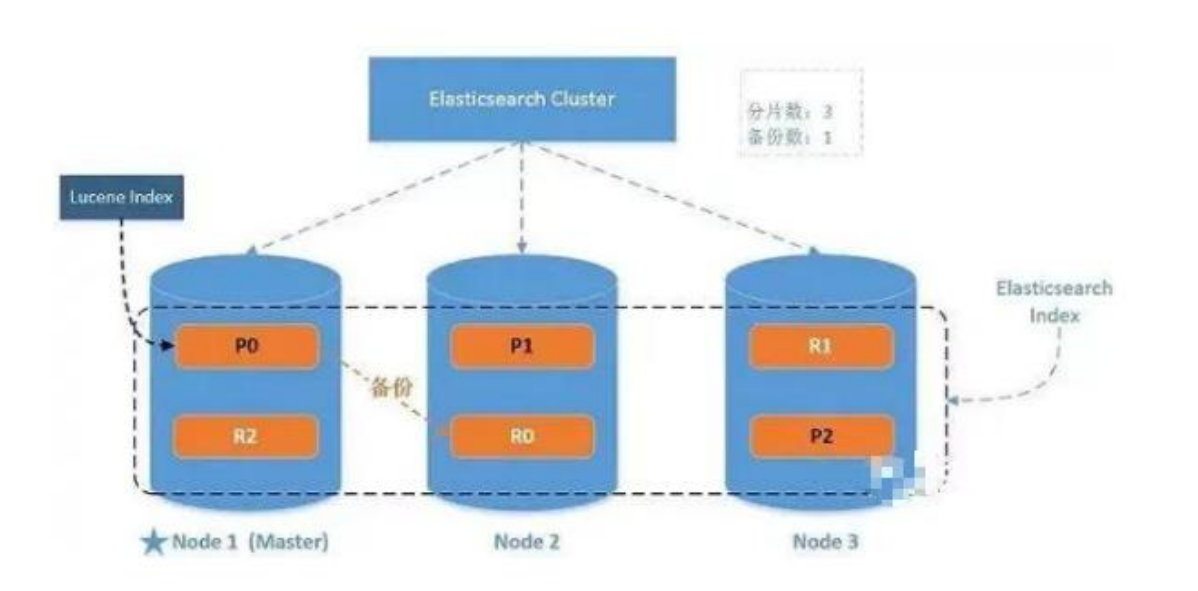 Elasticsearch Cluster
分片数：3
备份数：1
Lucene Index
Elasticsearch
Index
P0
P1
R1
备份
R2
R0
P2
Node 1 (Master)
Node 2
Node 3